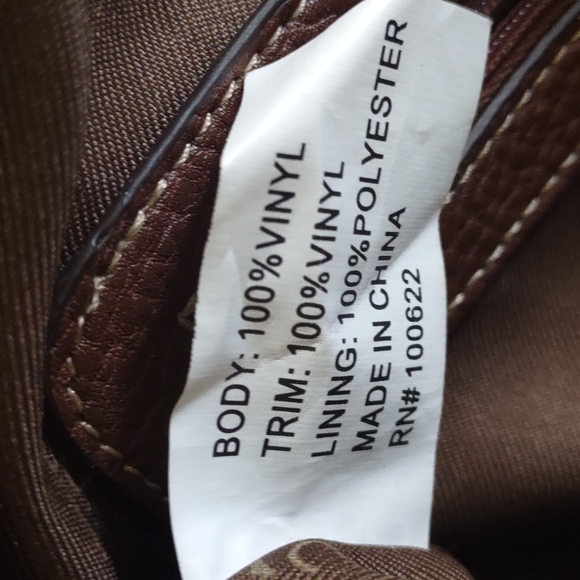 BODY: 100%VINYL
TRIM: 100%VINYL
LINING: 100%POLYESTER
MADE IN CHINA
RN# 100622